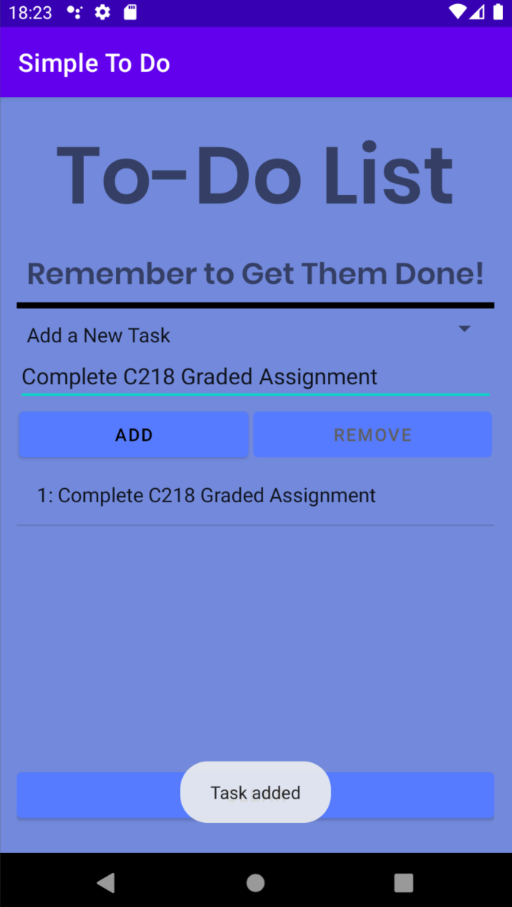 18:23
Simple To Do
To-Do List
Remember to Get Them Done!
Add a New Task
Complete C218 Graded Assignment
ADD REMOVE
1: Complete C218 Graded Assignment
Task added